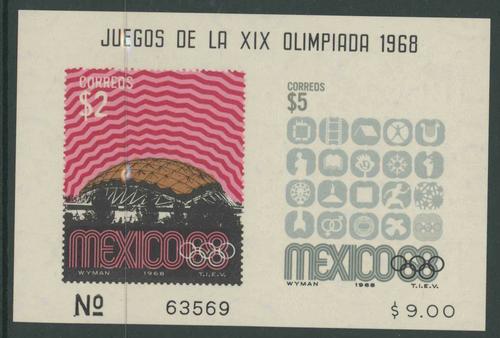 JUEGOS DE LA XIX OLIMPIADA 1968
CORREOS
$2
MEXICO68
WYMAN 1968 T.I.E.V.
CORREOS
$5
MEXICO68
WYMAN 1968 T.I.E.V.
No 63569
$9.00